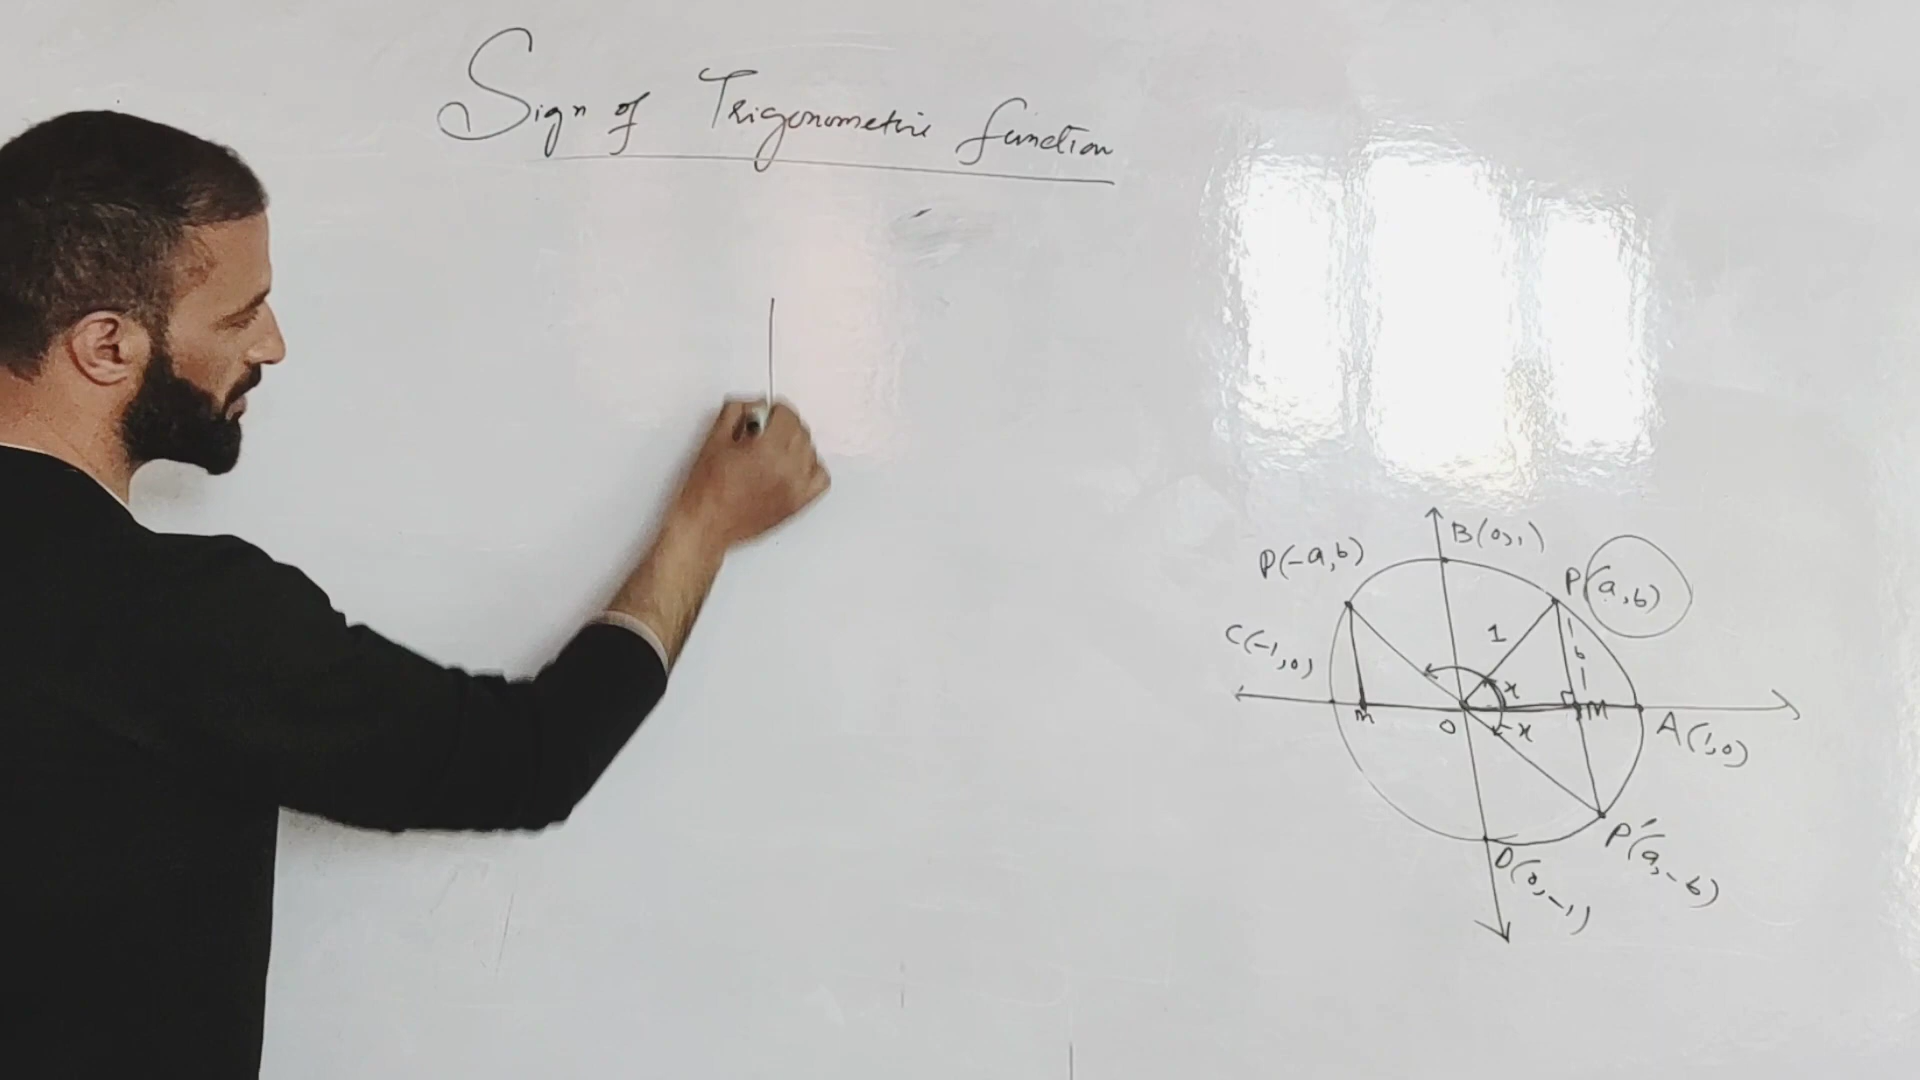 Sign of Trigonometric function
B(0,1)
P(-a,b)
P(a,b)
1
b
C(-1,0)
x
m
O
M
x
A(1,0)
P'(a,-b)
D(0,-1)